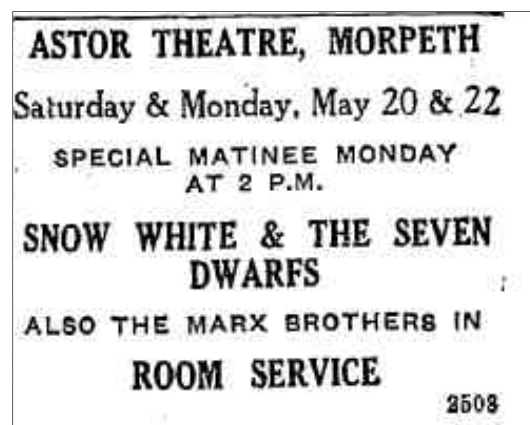 ASTOR THEATRE, MORPETH
Saturday & Monday, May 20 & 22
SPECIAL MATINEE MONDAY
AT 2 P.M.
SNOW WHITE & THE SEVEN
DWARFS
ALSO THE MARX BROTHERS IN
ROOM SERVICE
2503